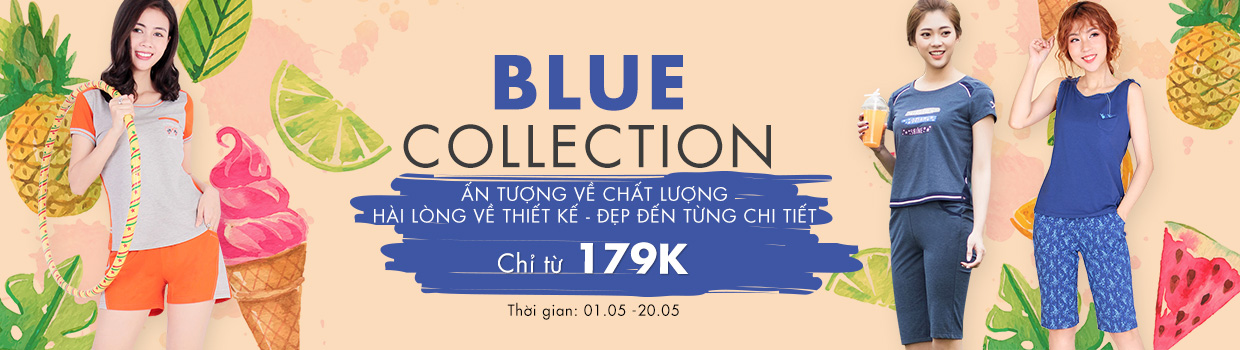 BLUE
COLLECTION
ẤN TƯỢNG VỀ CHẤT LƯỢNG
HÀI LÒNG VỀ THIẾT KẾ - ĐẸP ĐẾN TỪNG CHI TIẾT
Chỉ từ 179K
Thời gian: 01.05 -20.05